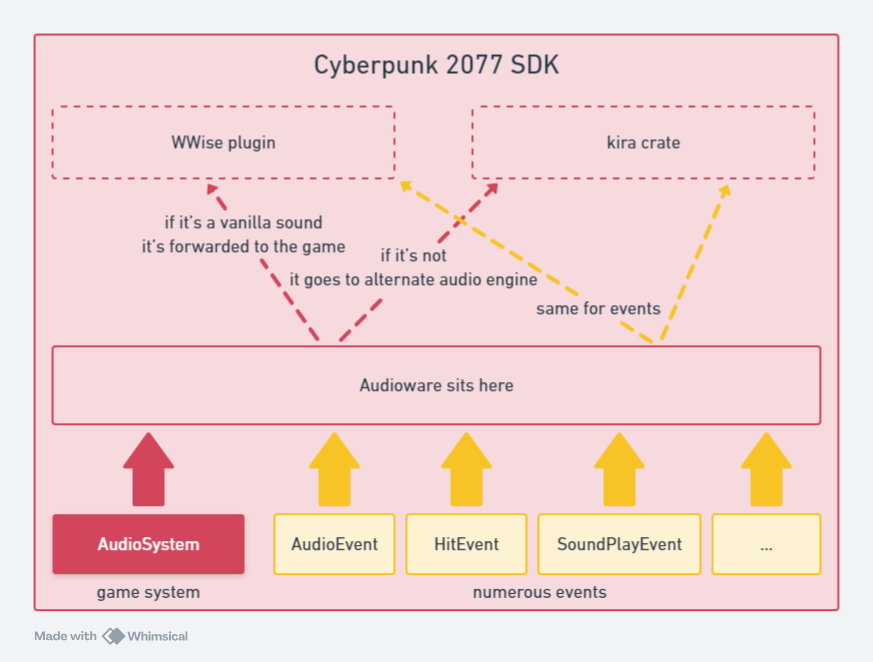 Cyberpunk 2077 SDK
WWise plugin
kira crate
if it's a vanilla sound
it's forwarded to the game
if it's not
it goes to alternate audio engine
same for events
Audioware sits here
AudioSystem
AudioEvent
HitEvent
SoundPlayEvent
...
game system
numerous events
Made with Whimsical